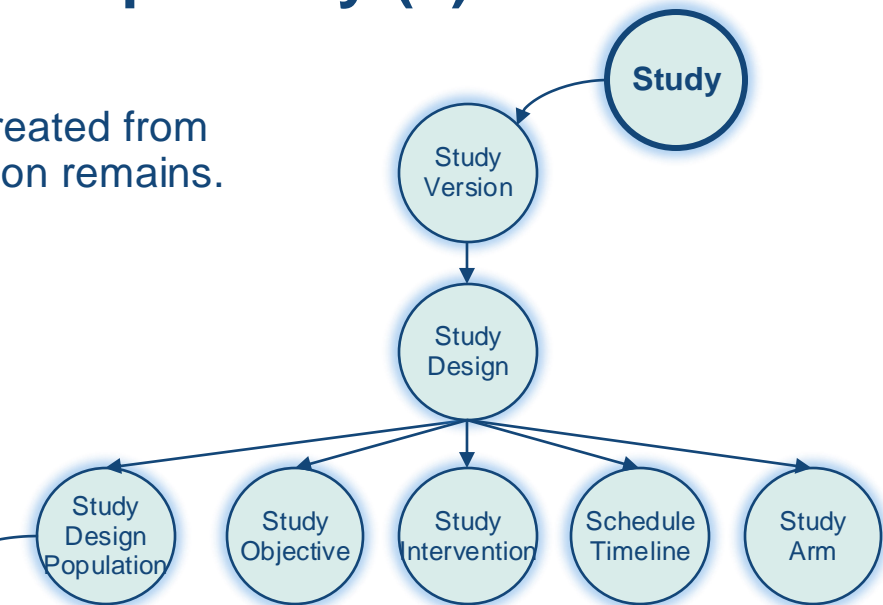 Study
reated from
on remains.
Study
Version
Study
Design
Study
Design
Population
Study
Objective
Study
Intervention
Schedule
Timeline
Study
Arm